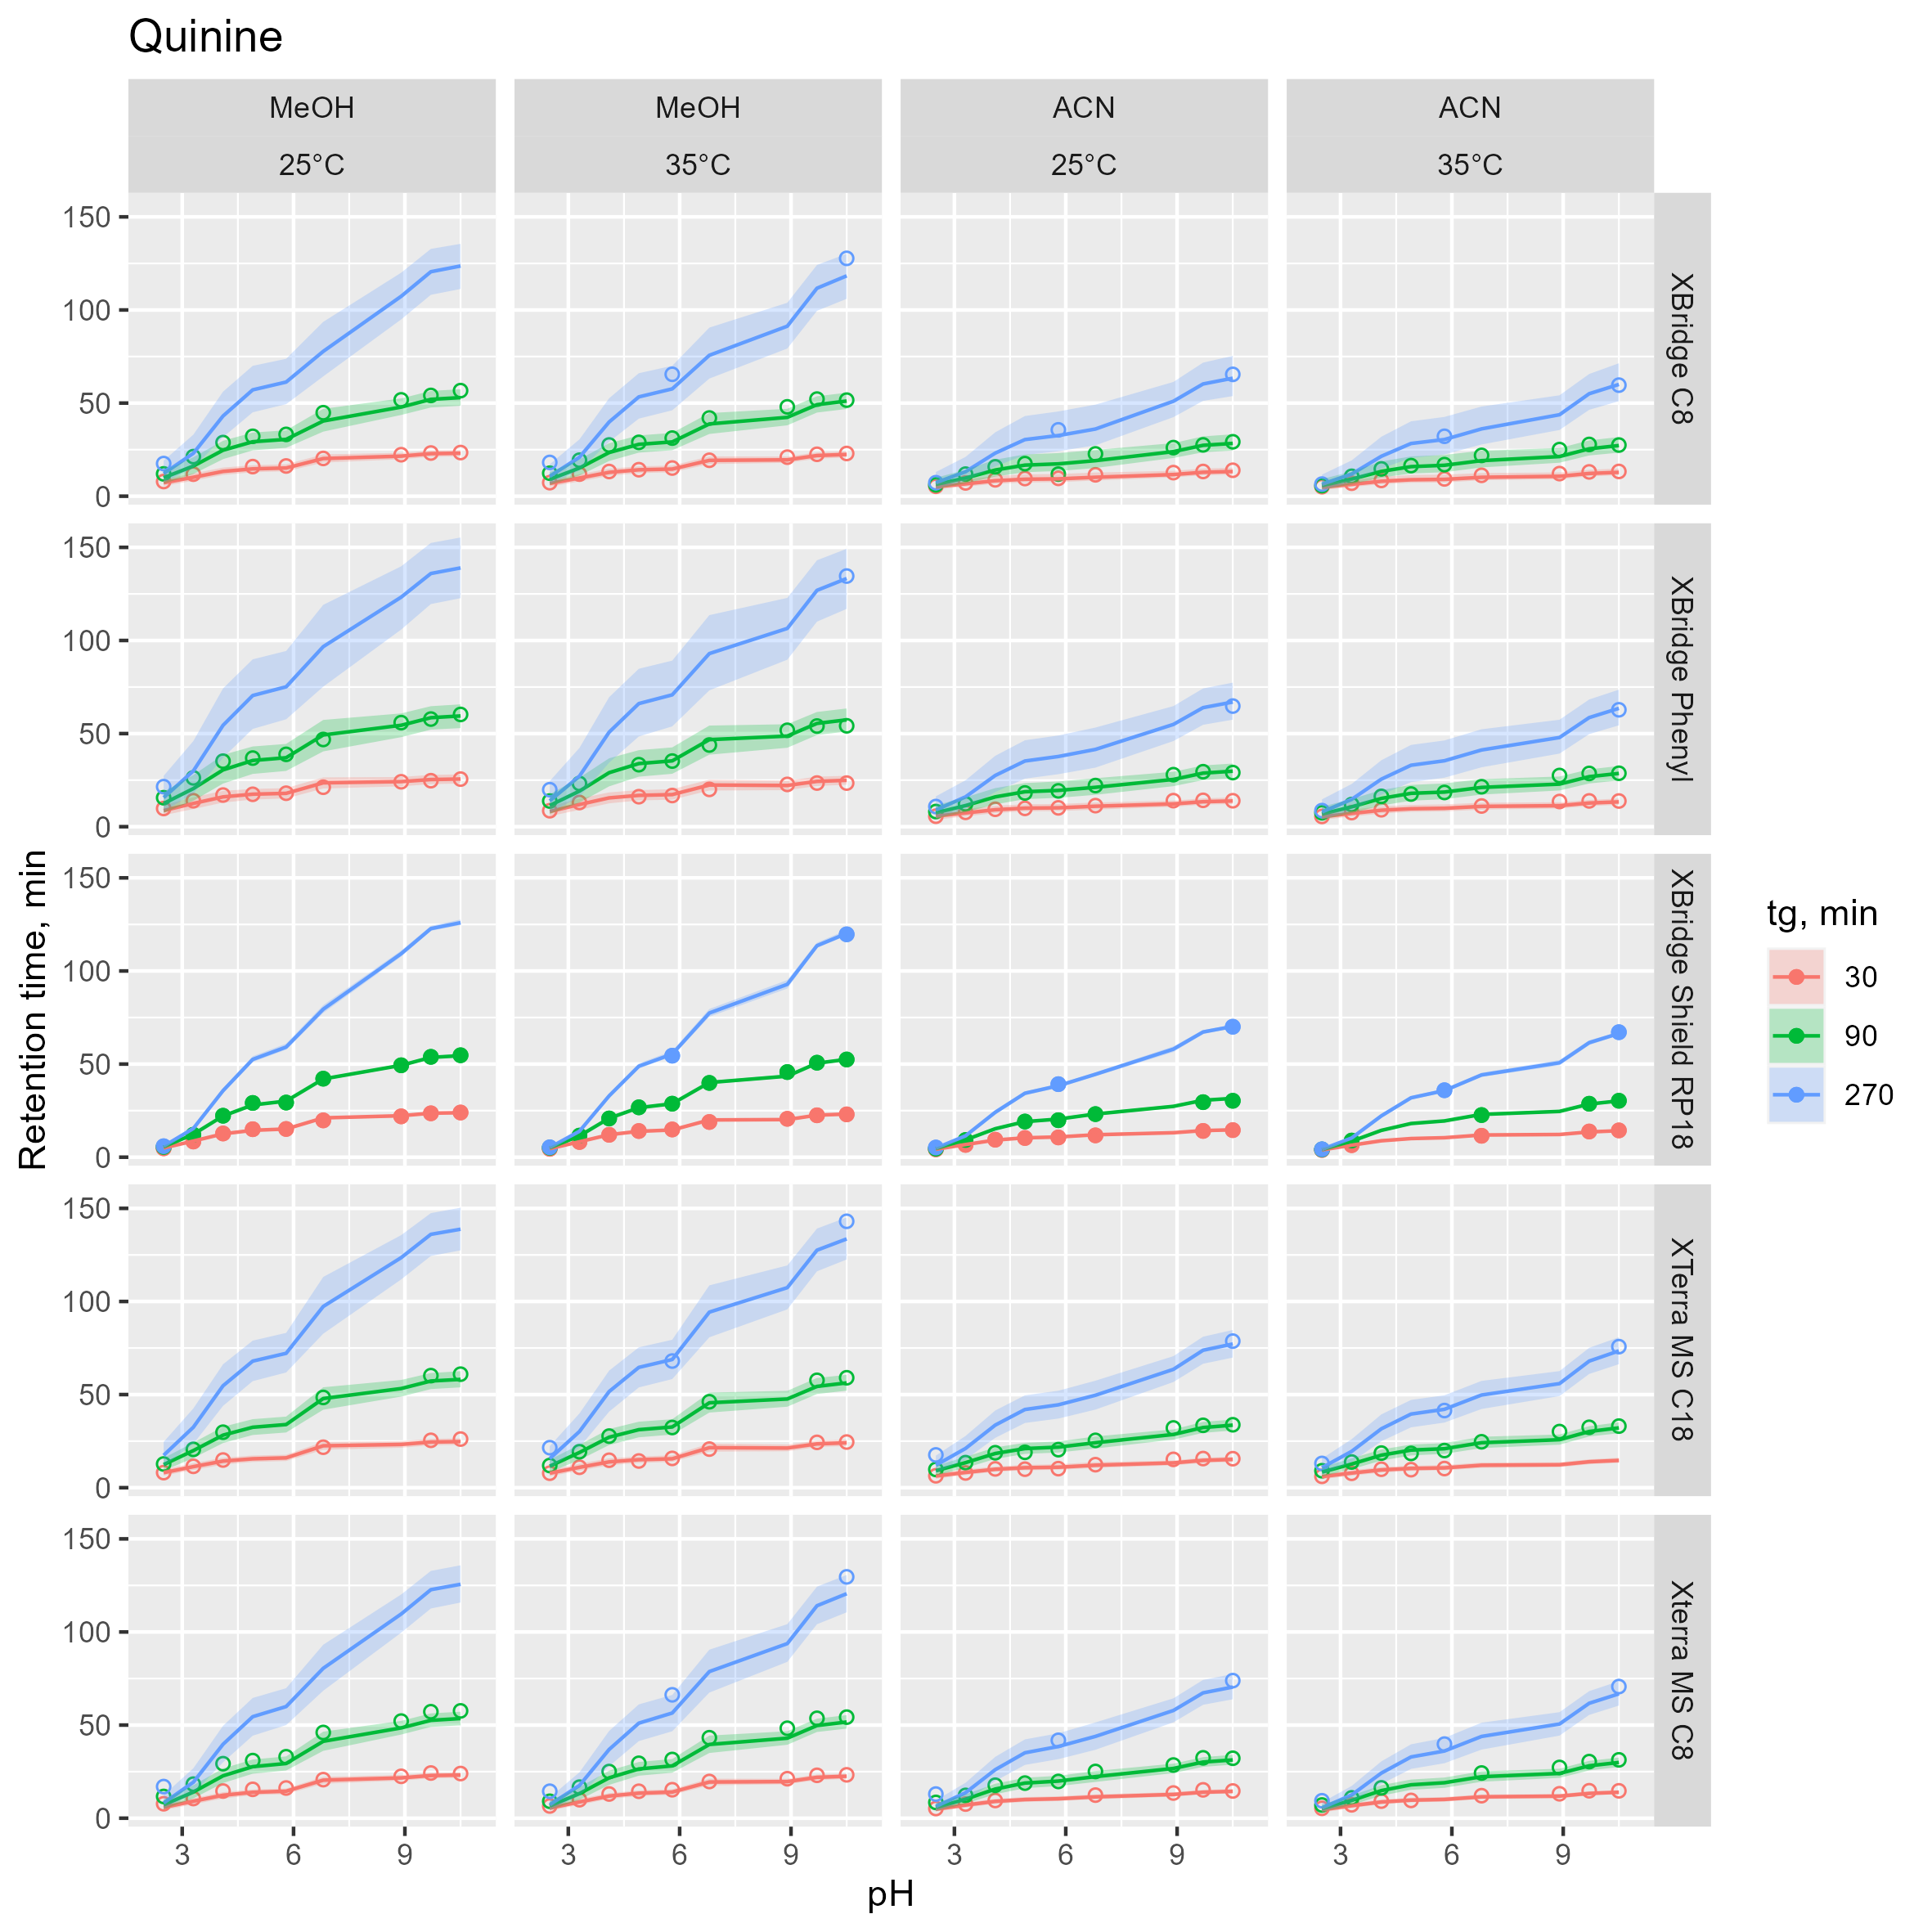 Quinine
MeOH
MeOH
ACN
ACN
25°C
35°C
25°C
35°C
150
100
50
0
XBridge C8
150
100
50
0
XBridge Phenyl
150
100
50
0
XBridge Shield RP18
150
100
50
0
XTerra MS C18
150
100
50
0
Xterra MS C8
Retention time, min
3
6
9
3
6
9
3
6
9
3
6
9
pH
tg, min
30
90
270